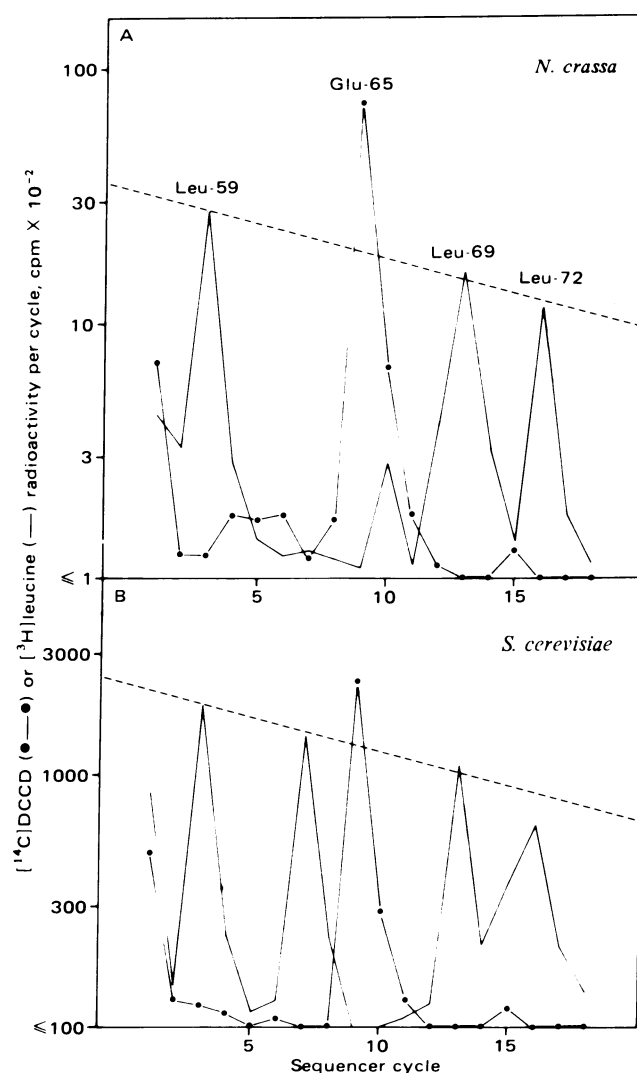 A
N. crassa
100
Glu-65
30
Leu-59
Leu-69
Leu-72
10
3
⩽ 1
5
10
15
B
S. cerevisiae
3000
1000
300
⩽ 100
5
10
15
Sequencer cycle
[¹⁴C]DCCD (●—●) or [³H]leucine (—) radioactivity per cycle, cpm X 10⁻²